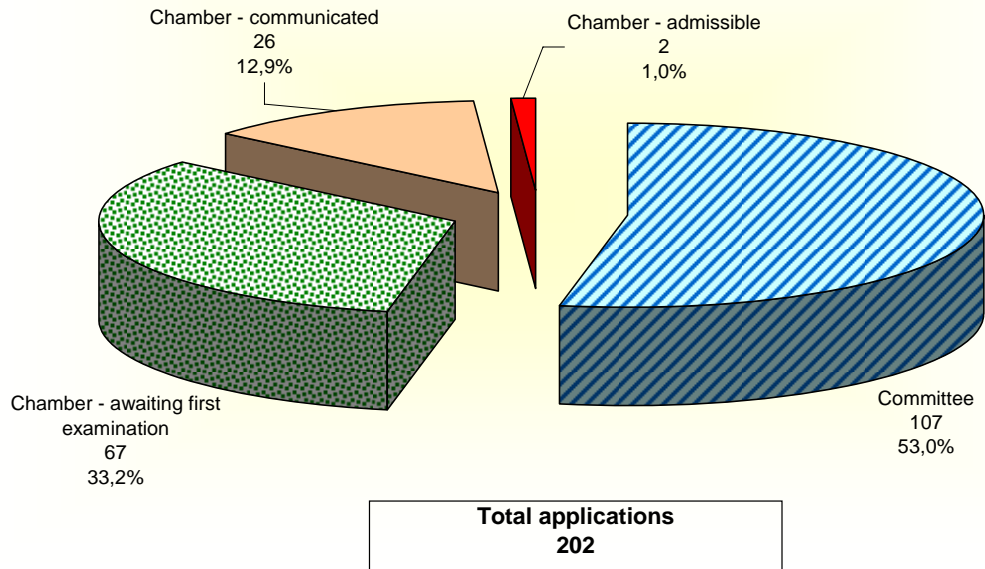 Chamber - communicated
26
12,9%
Chamber - admissible
2
1,0%
Chamber - awaiting first
examination
67
33,2%
Committee
107
53,0%
Total applications
202